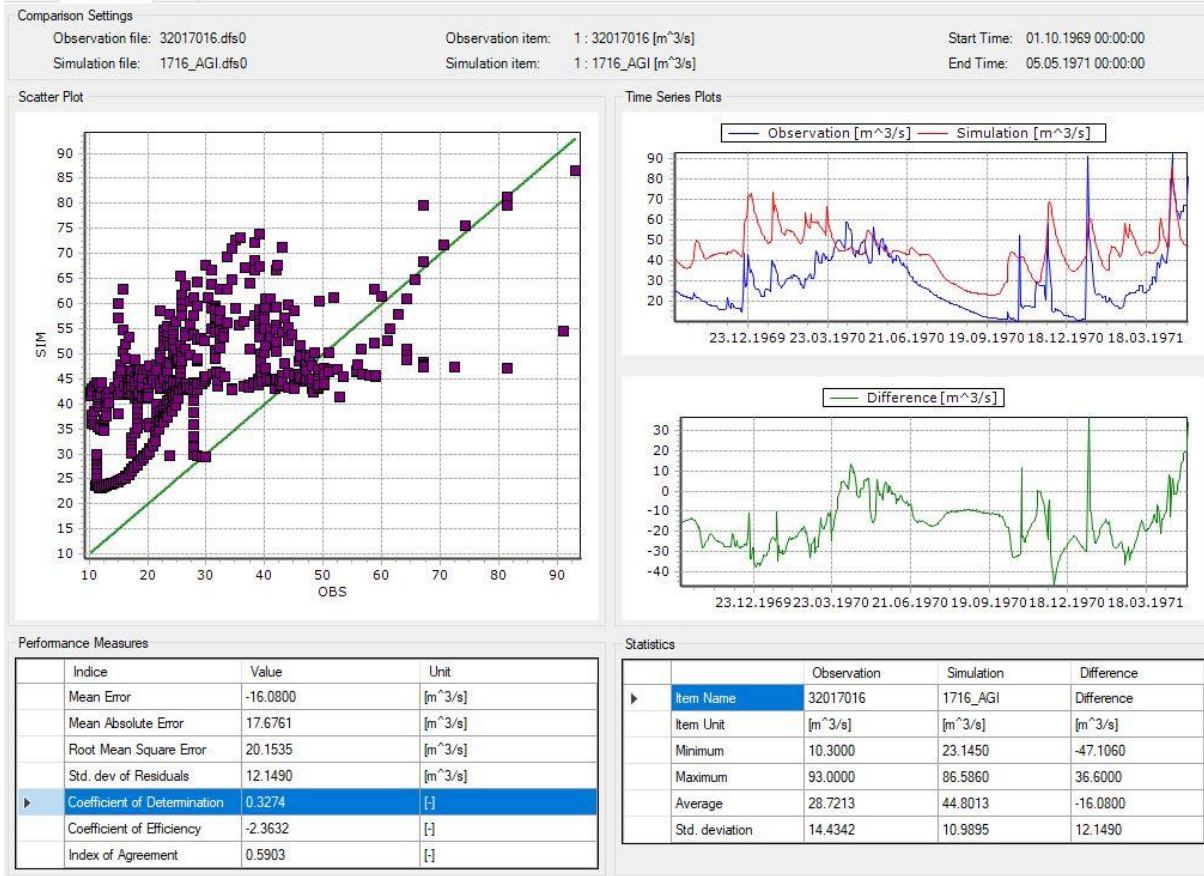 Comparison Settings
Observation file: 32017016.dfs0 Observation item: 1 : 32017016 [m^3/s] Start Time: 01.10.1969 00:00:00
Simulation file: 1716_AGI.dfs0 Simulation item: 1 : 1716_AGI [m^3/s] End Time: 05.05.1971 00:00:00
Scatter Plot
90
85
80
75
70
65
60
55
50
45
40
35
30
25
20
15
10
SIM
10 20 30 40 50 60 70 80 90
OBS
Time Series Plots
Observation [m^3/s] Simulation [m^3/s]
90
80
70
60
50
40
30
20
23.12.1969 23.03.1970 21.06.1970 19.09.1970 18.12.1970 18.03.1971
Difference [m^3/s]
30
20
10
0
-10
-20
-30
-40
23.12.1969 23.03.1970 21.06.1970 19.09.1970 18.12.1970 18.03.1971
Performance Measures
Indice Value Unit
Mean Error -16.0800 [m^3/s]
Mean Absolute Error 17.6761 [m^3/s]
Root Mean Square Error 20.1535 [m^3/s]
Std. dev of Residuals 12.1490 [m^3/s]
Coefficient of Determination 0.3274 [-]
Coefficient of Efficiency -2.3632 [-]
Index of Agreement 0.5903 [-]
Statistics
Observation Simulation Difference
Item Name 32017016 1716_AGI Difference
Item Unit [m^3/s] [m^3/s] [m^3/s]
Minimum 10.3000 23.1450 -47.1060
Maximum 93.0000 86.5860 36.6000
Average 28.7213 44.8013 -16.0800
Std. deviation 14.4342 10.9895 12.1490